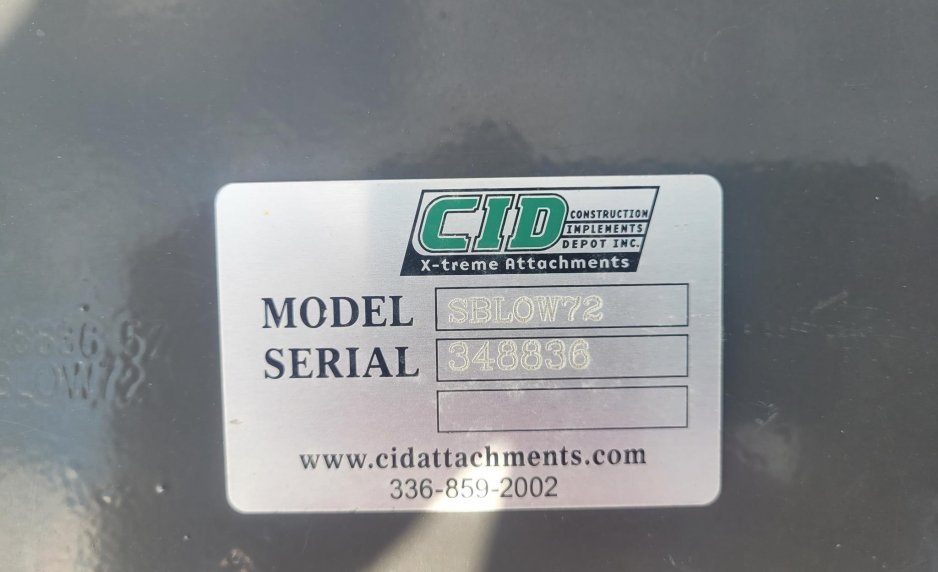 CID CONSTRUCTION
IMPLEMENTS
DEPOT INC.
X-treme Attachments
MODEL SBLOW72
SERIAL 348836
www.cidattachments.com
336-859-2002